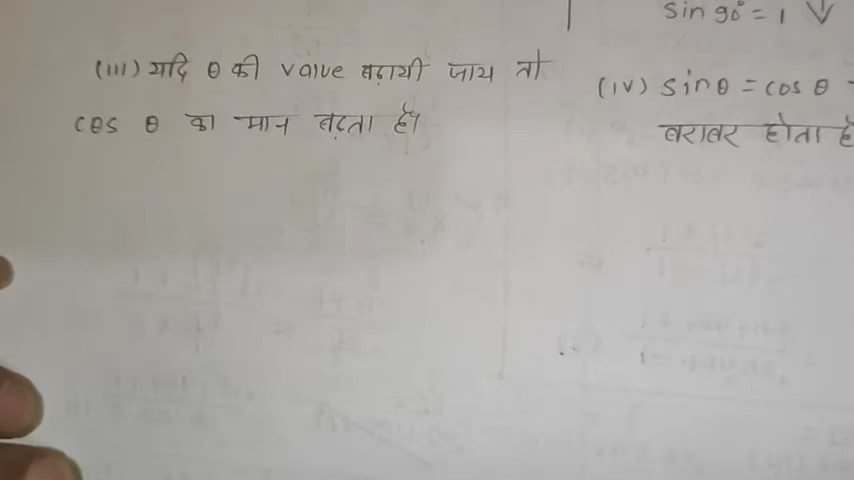 sin 90° = 1 ↓
(III) यदि θ की value बढ़ायी जाय तो
cos θ का मान बढ़ता है।
(IV) sin θ = cos θ
बराबर होता है